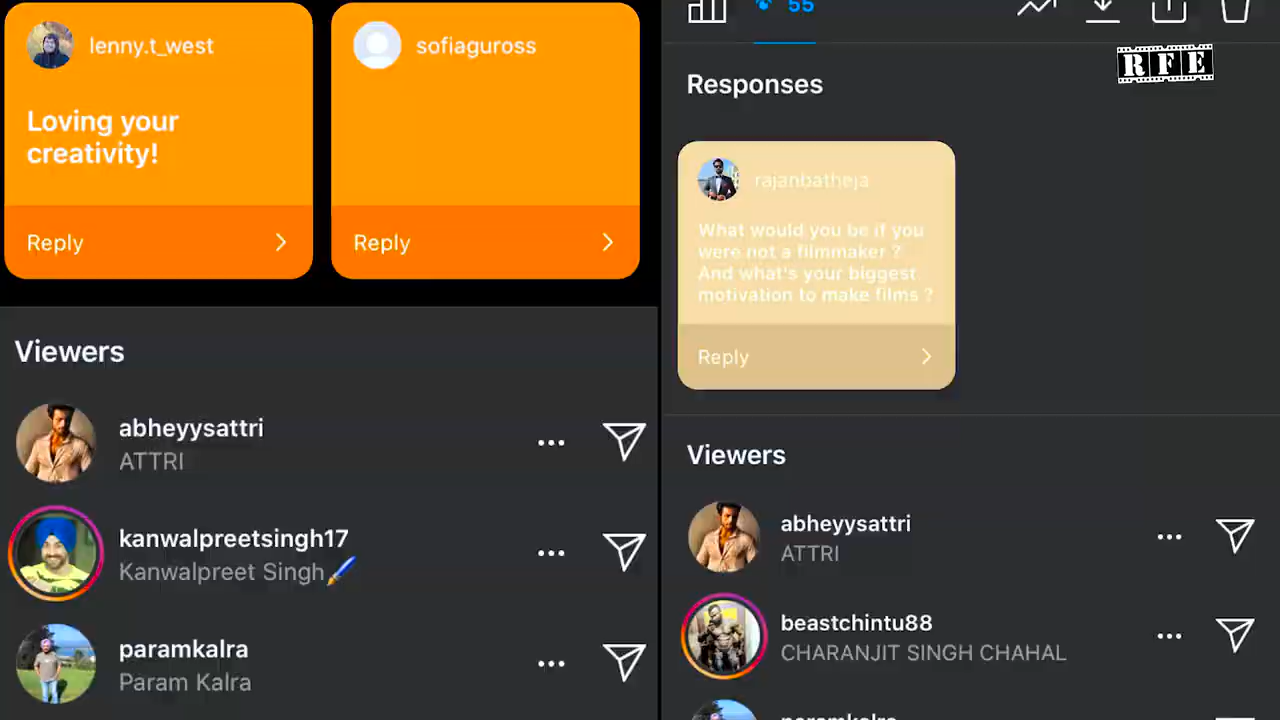 lenny.t_west
Loving your
creativity!
Reply
sofiaguross
Reply
Viewers
abheyysattri
ATTRI
kanwalpreetsingh17
Kanwalpreet Singh🖌️
paramkalra
Param Kalra
55
RFE
Responses
rajanbatheja
What would you be if you
were not a filmmaker ?
And what's your biggest
motivation to make films ?
Reply
Viewers
abheyysattri
ATTRI
beastchintu88
CHARANJIT SINGH CHAHAL
paramkalra